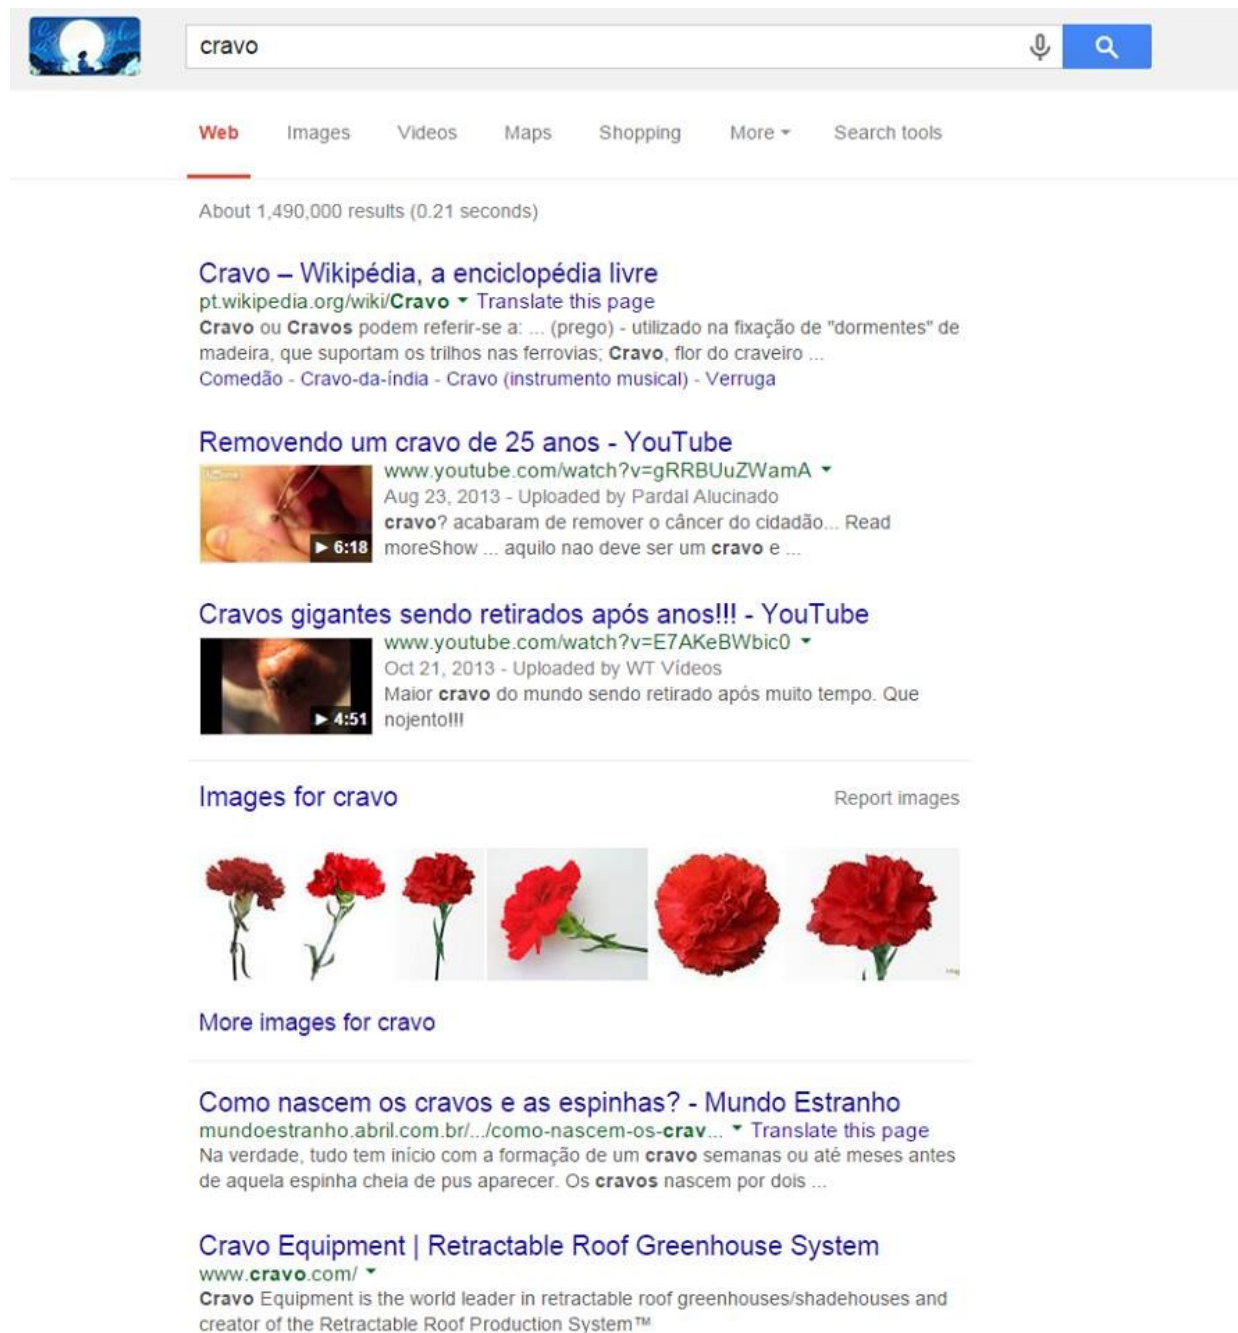 cravo
Web Images Videos Maps Shopping More Search tools
About 1,490,000 results (0.21 seconds)
Cravo – Wikipédia, a enciclopédia livre
pt.wikipedia.org/wiki/Cravo Translate this page
Cravo ou Cravos podem referir-se a: ... (prego) - utilizado na fixação de "dormentes" de
madeira, que suportam os trilhos nas ferrovias; Cravo, flor do craveiro ...
Comedão - Cravo-da-índia - Cravo (instrumento musical) - Verruga
Removendo um cravo de 25 anos - YouTube
www.youtube.com/watch?v=gRRBUuZWamA
Aug 23, 2013 - Uploaded by Pardal Alucinado
cravo? acabaram de remover o câncer do cidadão... Read
6:18 moreShow ... aquilo nao deve ser um cravo e ...
Cravos gigantes sendo retirados após anos!!! - YouTube
www.youtube.com/watch?v=E7AKeBWbic0
Oct 21, 2013 - Uploaded by WT Vídeos
Maior cravo do mundo sendo retirado após muito tempo. Que
4:51 nojento!!!
Images for cravo Report images
More images for cravo
Como nascem os cravos e as espinhas? - Mundo Estranho
mundoestranho.abril.com.br/.../como-nascem-os-crav... Translate this page
Na verdade, tudo tem início com a formação de um cravo semanas ou até meses antes
de aquela espinha cheia de pus aparecer. Os cravos nascem por dois ...
Cravo Equipment | Retractable Roof Greenhouse System
www.cravo.com/
Cravo Equipment is the world leader in retractable roof greenhouses/shadehouses and
creator of the Retractable Roof Production System™